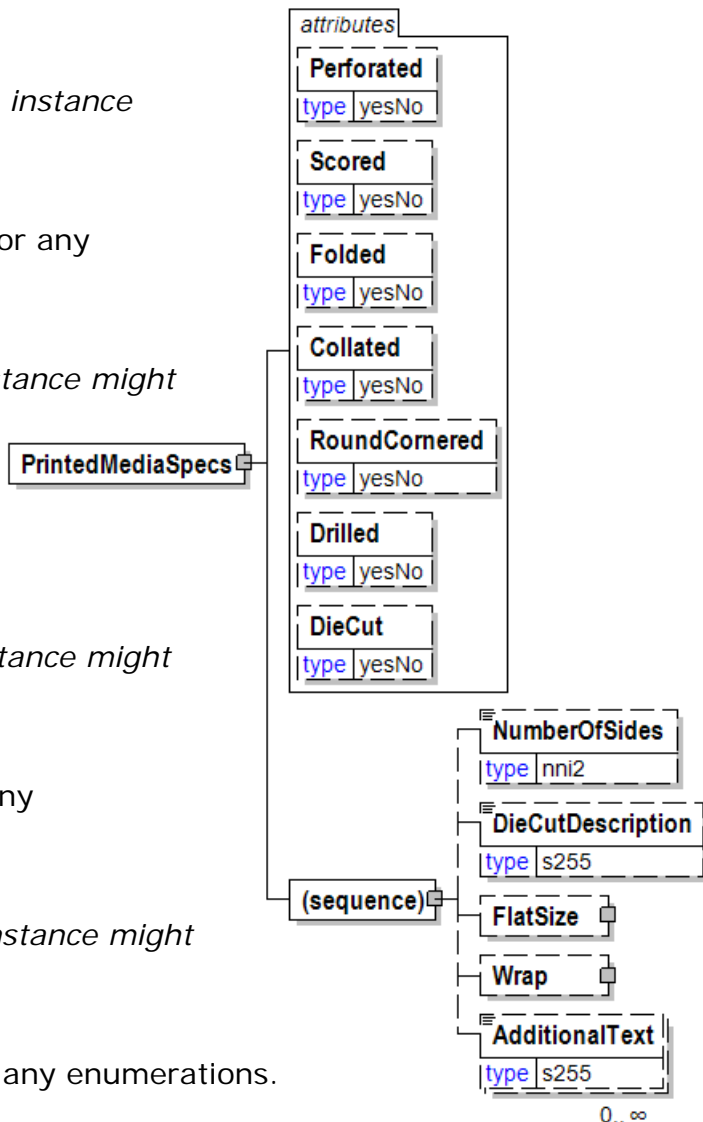 instance
or any
stance might
tance might
ny
nstance might
any enumerations.
attributes
Perforated
type yesNo
Scored
type yesNo
Folded
type yesNo
Collated
type yesNo
RoundCornered
type yesNo
Drilled
type yesNo
DieCut
type yesNo
PrintedMediaSpecs
(sequence)
NumberOfSides
type nni2
DieCutDescription
type s255
FlatSize
Wrap
AdditionalText
type s255
0..∞